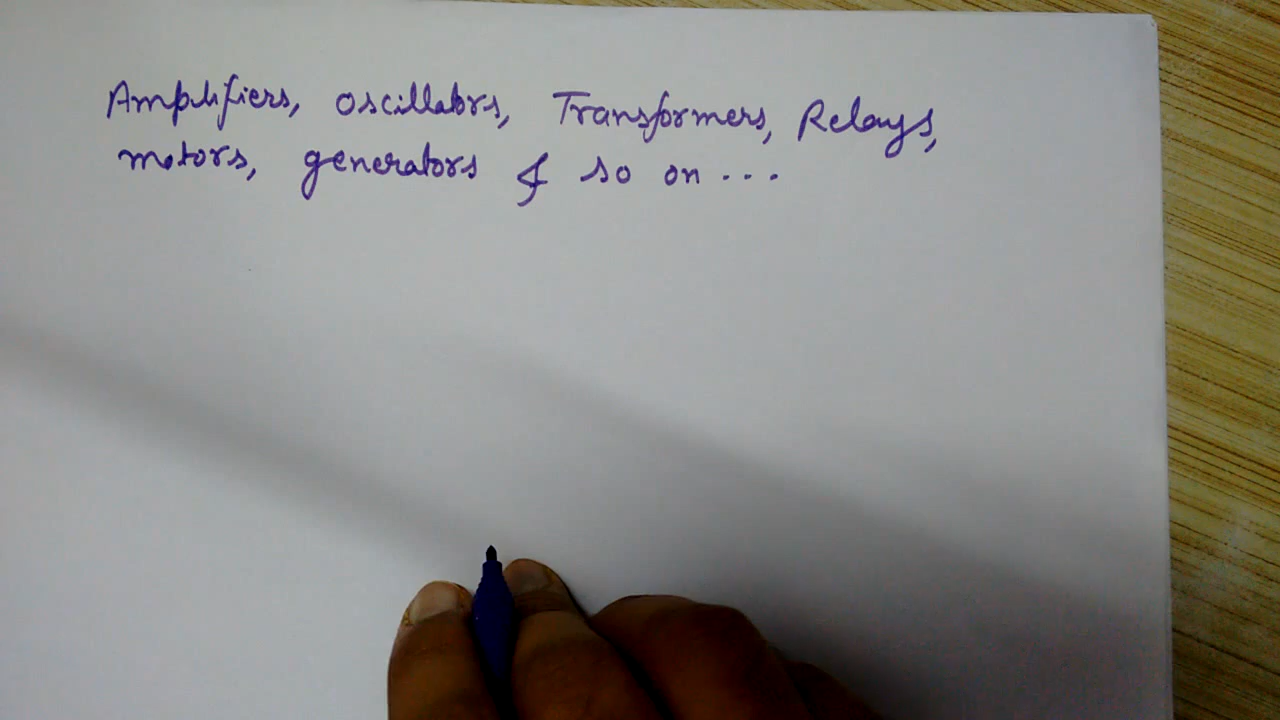 Amplifiers, oscillators, Transformers, Relays,
motors, generators & so on ...